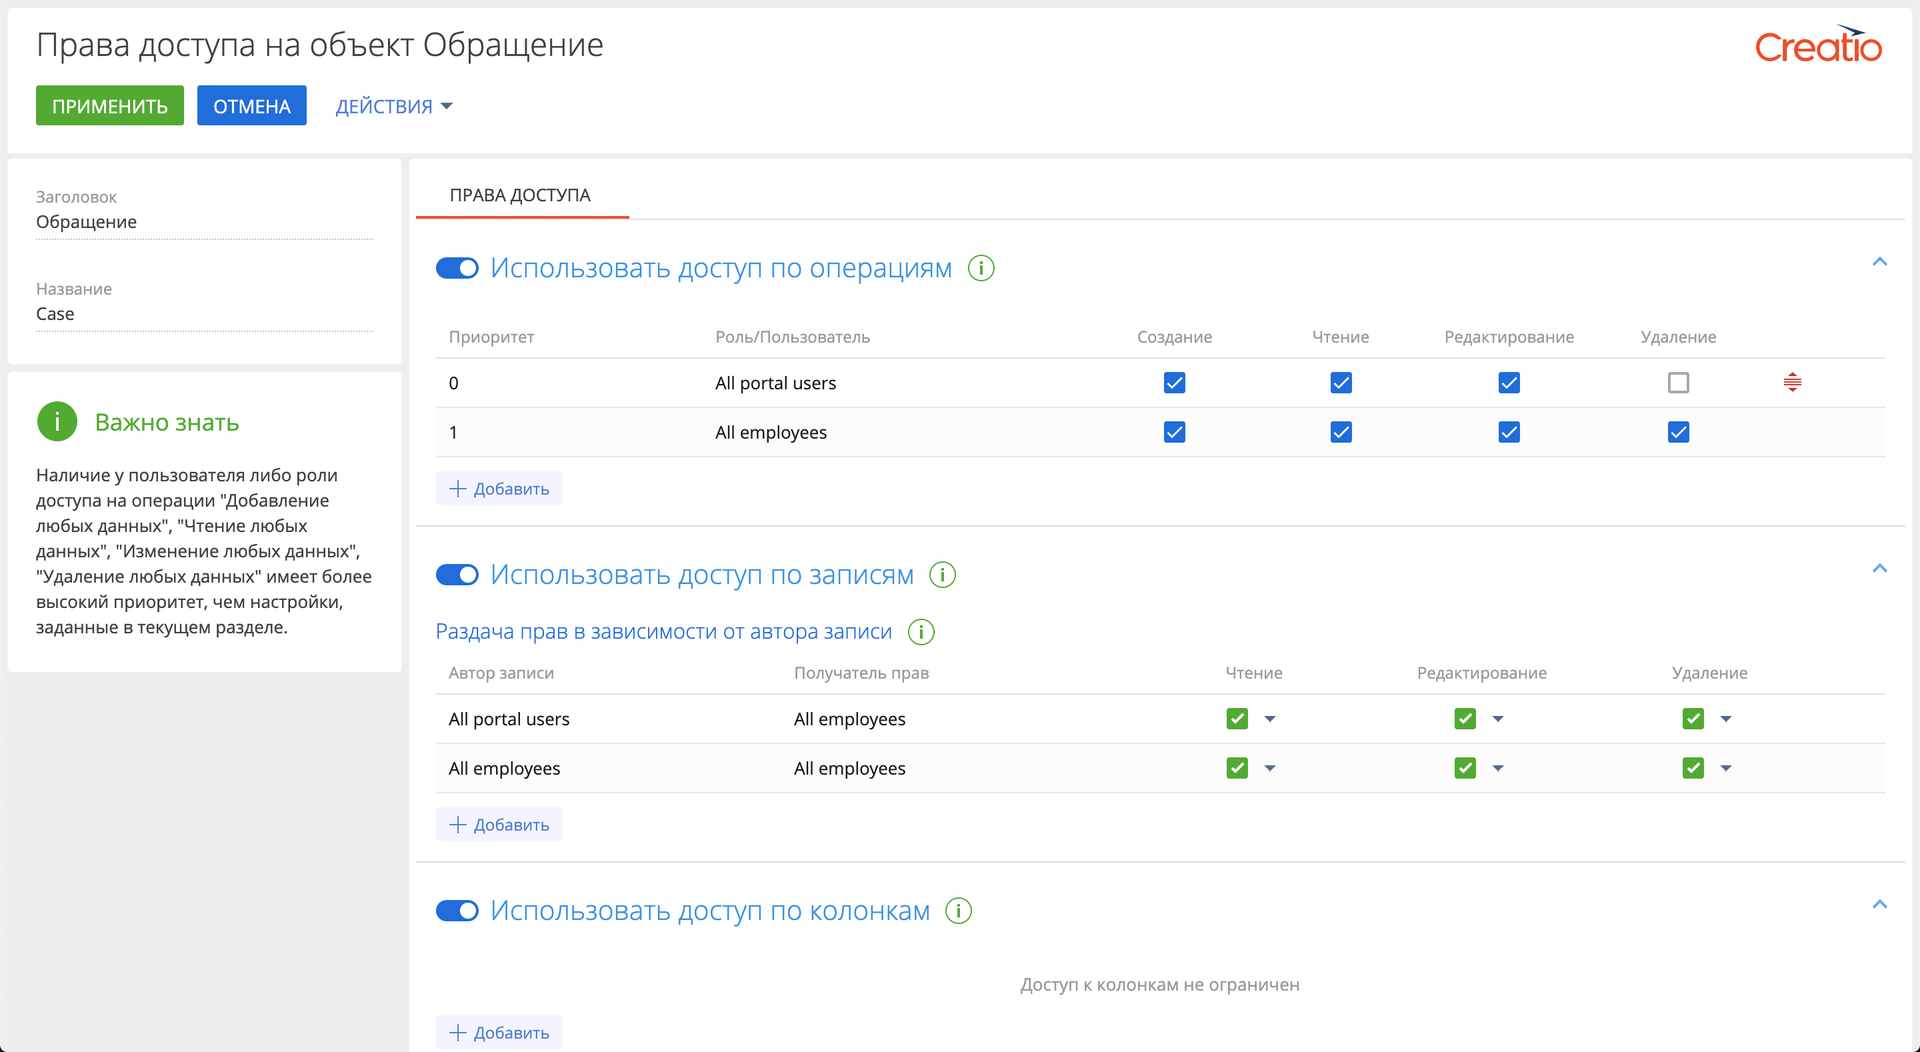 Права доступа на объект Обращение
Creatio
ПРИМЕНИТЬ ОТМЕНА ДЕЙСТВИЯ
Заголовок
Обращение
Название
Case
i Важно знать
Наличие у пользователя либо роли
доступа на операции "Добавление
любых данных", "Чтение любых
данных", "Изменение любых данных",
"Удаление любых данных" имеет более
высокий приоритет, чем настройки,
заданные в текущем разделе.
ПРАВА ДОСТУПА
Использовать доступ по операциям i
Приоритет Роль/Пользователь Создание Чтение Редактирование Удаление
0 All portal users
1 All employees
+ Добавить
Использовать доступ по записям i
Раздача прав в зависимости от автора записи i
Автор записи Получатель прав Чтение Редактирование Удаление
All portal users All employees
All employees All employees
+ Добавить
Использовать доступ по колонкам i
Доступ к колонкам не ограничен
+ Добавить